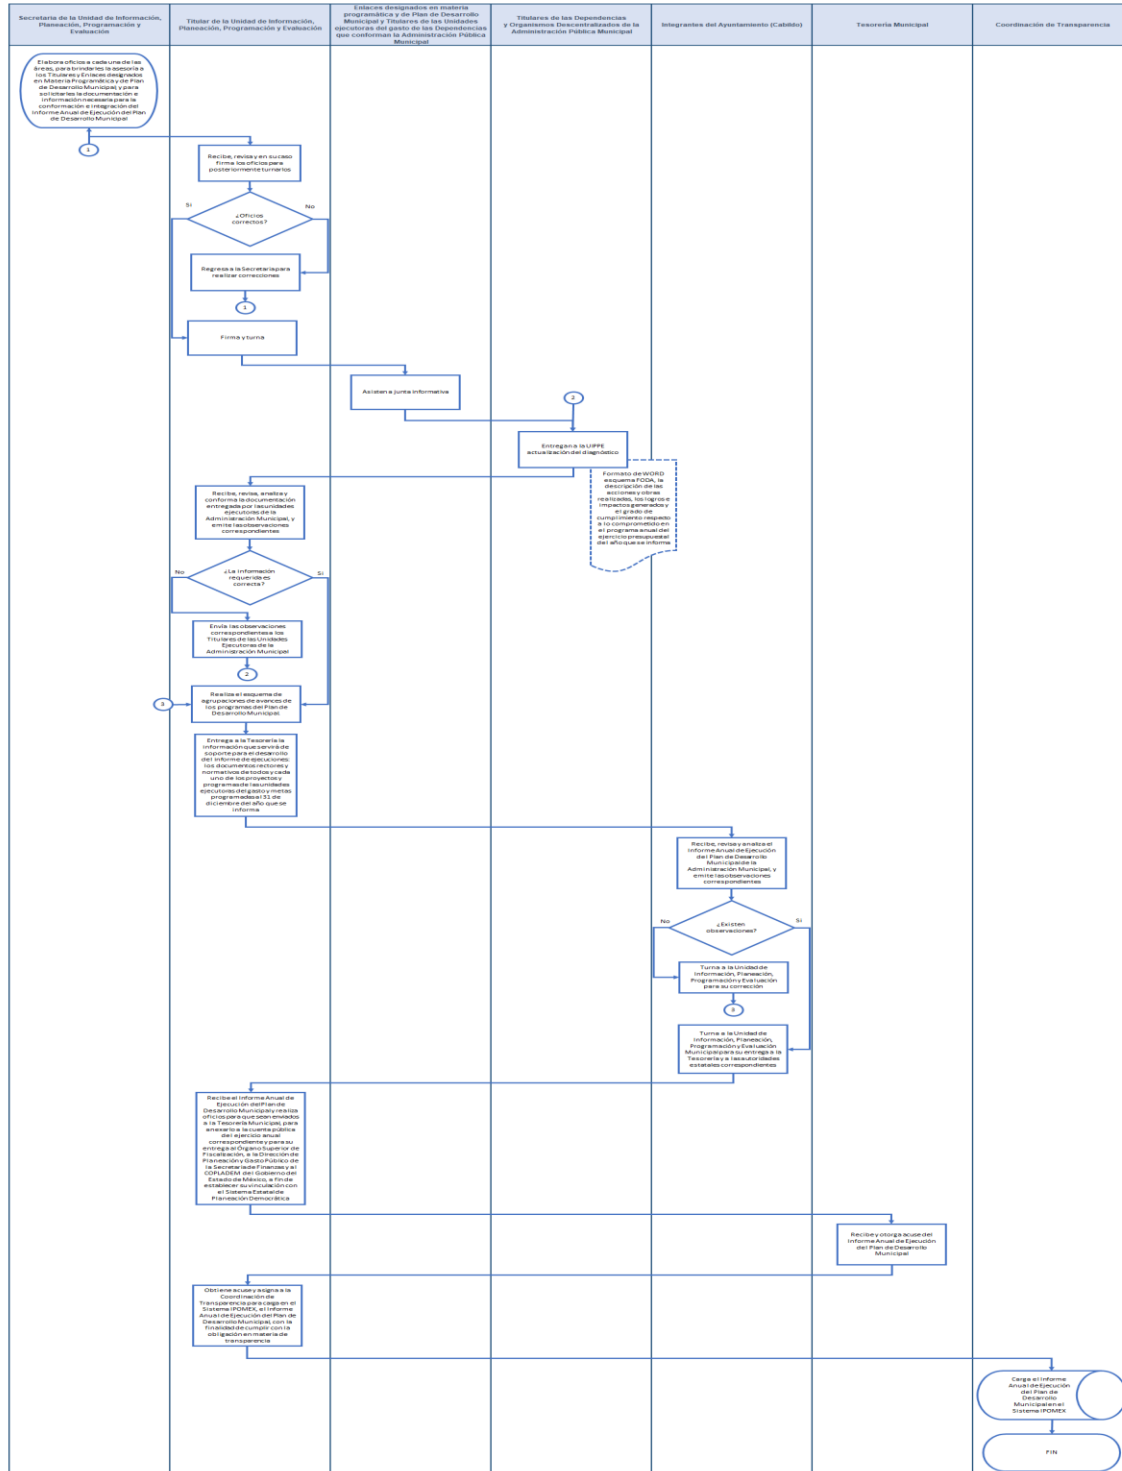 Secretaria de la Unidad de Información,
Planeación, Programación y
Evaluación
Titular de la Unidad de Información,
Planeación, Programación y Evaluación
Enlaces designados en materia
programática y de Plan de Desarrollo
Municipal y Titulares de las Unidades
ejecutoras del gasto de las Dependencias
que conforman la Administración Pública
Municipal
Titulares de las Dependencias
y Organismos Descentralizados de la
Administración Pública Municipal
Integrantes del Ayuntamiento (Cabildo)
Tesorería Municipal
Coordinación de Transparencia
Elabora oficios a cada una de las
áreas, para brindarles la asesoría a
los Titulares y Enlaces designados
en Materia Programática y de Plan
de Desarrollo Municipal, y para
solicitarles la documentación e
información necesaria para la
conformación e integración del
Informe Anual de Ejecución del Plan
de Desarrollo Municipal
1
Recibe, revisa y en su caso
firma los oficios para
posteriormente turnarlos
Si
No
¿Oficios
correctos?
Regresa a la Secretaria para
realizar correcciones
1
Firma y turna
Asisten a junta informativa
2
Entregan a la UIPPE
actualización del diagnóstico
Formato de WORD
esquema FODA, la
descripción de las
acciones y obras
realizadas, los logros e
impactos generados y
el grado de
cumplimiento respecto
a lo comprometido en
el programa anual del
ejercicio presupuestal
del año que se informa
Recibe, revisa, analiza y
conforma la documentación
entregada por las unidades
ejecutoras de la
Administración Municipal, y
emite las observaciones
correspondientes
No
Si
¿La información
requerida es
correcta?
Envía las observaciones
correspondientes a los
Titulares de las Unidades
Ejecutoras de la
Administración Municipal
2
3
Realiza el esquema de
agrupaciones de avances de
los programas del Plan de
Desarrollo Municipal
Entrega a la Tesorería la
información que servirá de
soporte para el desarrollo
del informe de ejecuciones:
los documentos rectores y
normativos de todos y cada
uno de los proyectos y
programas de las unidades
ejecutoras del gasto y metas
programadas al 31 de
diciembre del año que se
informa
Recibe, revisa y analiza el
Informe Anual de Ejecución
del Plan de Desarrollo
Municipal de la
Administración Municipal, y
emite las observaciones
correspondientes
No
Si
¿Existen
observaciones?
Turna a la Unidad de
Información, Planeación,
Programación y Evaluación
para su corrección
3
Turna a la Unidad de
Información, Planeación,
Programación y Evaluación
Municipal para su entrega a la
Tesorería y a las autoridades
estatales correspondientes
Recibe el Informe Anual de
Ejecución del Plan de
Desarrollo Municipal y realiza
oficios para que sean enviados
a la Tesorería Municipal, para
anexarlo a la cuenta pública
del ejercicio anual
correspondiente y para su
entrega al Órgano Superior de
Fiscalización, a la Dirección de
Planeación y Gasto Público de
la Secretaría de Finanzas y al
COPLADEM del Gobierno del
Estado de México, a fin de
establecer su vinculación con
el Sistema Estatal de
Planeación Democrática
Recibe y otorga acuse del
Informe Anual de Ejecución
del Plan de Desarrollo
Municipal
Obtiene acuse y asigna a la
Coordinación de
Transparencia para carga en el
Sistema IPOMEX, el Informe
Anual de Ejecución del Plan de
Desarrollo Municipal, con la
finalidad de cumplir con la
obligación en materia de
transparencia
Carga el Informe
Anual de Ejecución
del Plan de
Desarrollo
Municipal en el
Sistema IPOMEX
FIN